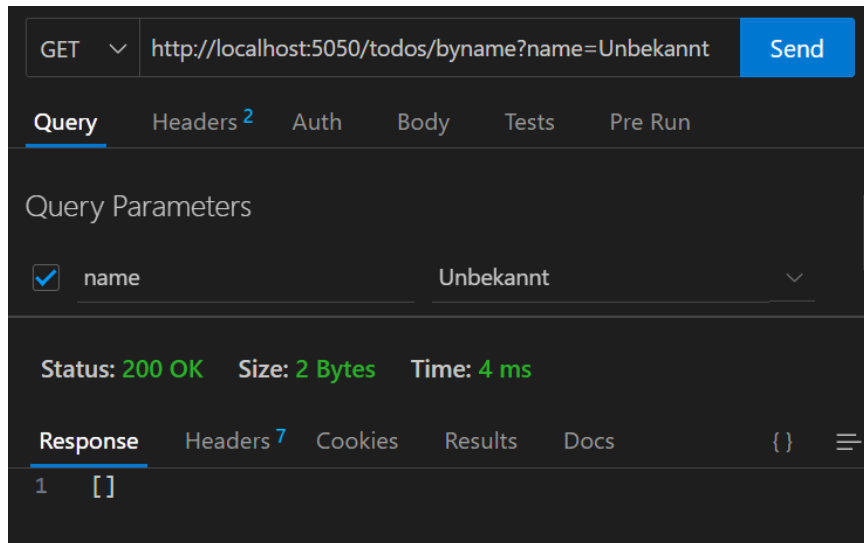 GET http://localhost:5050/todos/byname?name=Unbekannt Send
Query Headers 2 Auth Body Tests Pre Run
Query Parameters
name Unbekannt
Status: 200 OK Size: 2 Bytes Time: 4 ms
Response Headers 7 Cookies Results Docs { }
1 []